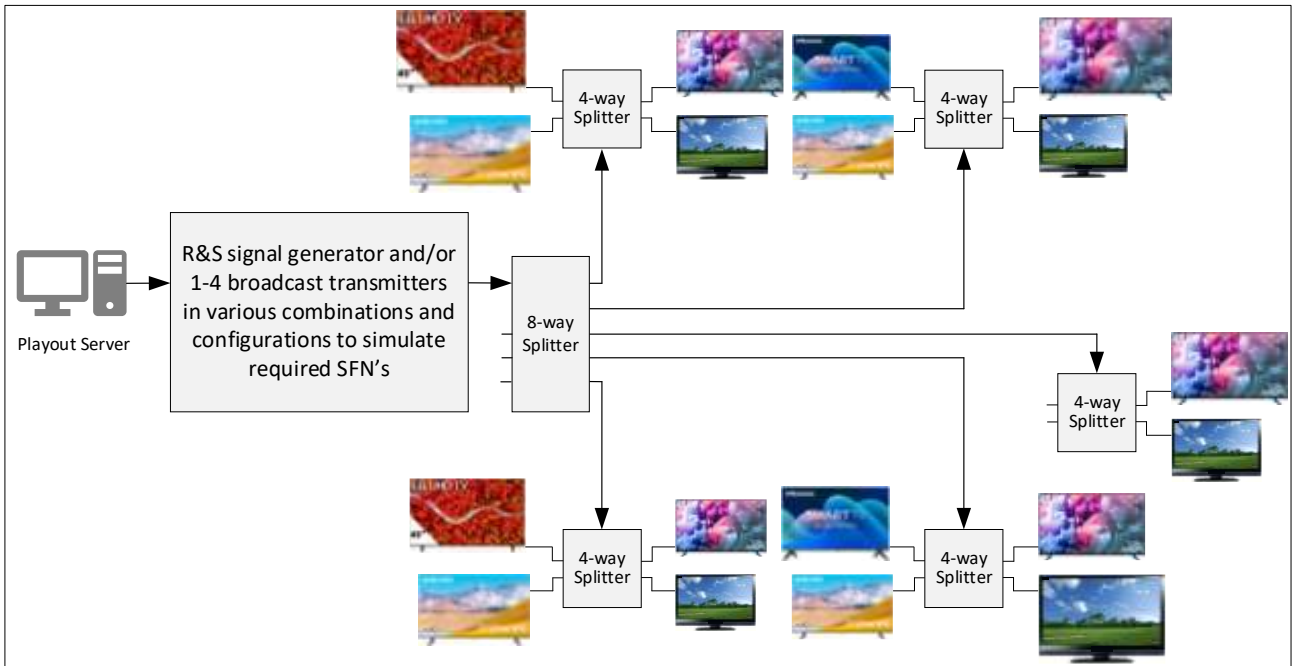 4-way
Splitter
4-way
Splitter
R&S signal generator and/or
1-4 broadcast transmitters
in various combinations and
configurations to simulate
required SFN's
Playout Server
8-way
Splitter
4-way
Splitter
4-way
Splitter
4-way
Splitter